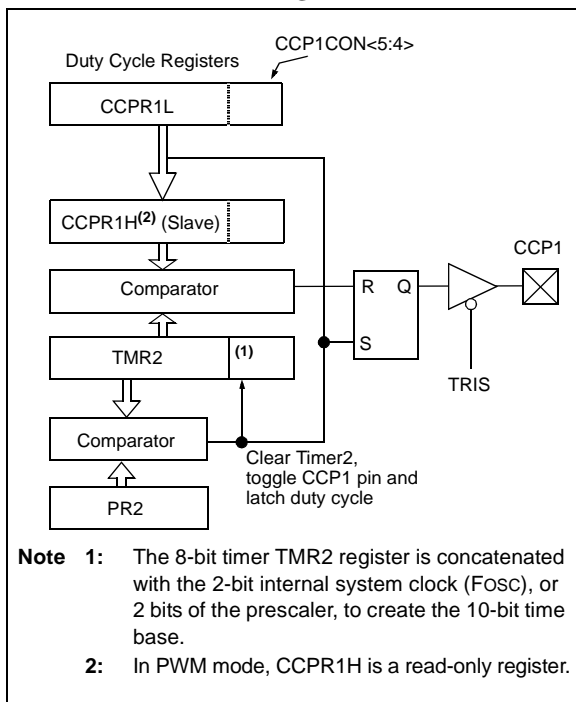 CCP1CON<5:4>
Duty Cycle Registers
CCPR1L
CCPR1H(2) (Slave)
CCP1
Comparator
R Q
TMR2 (1)
S
TRIS
Comparator
Clear Timer2,
toggle CCP1 pin and
latch duty cycle
PR2
Note 1: The 8-bit timer TMR2 register is concatenated
with the 2-bit internal system clock (FOSC), or
2 bits of the prescaler, to create the 10-bit time
base.
2: In PWM mode, CCPR1H is a read-only register.